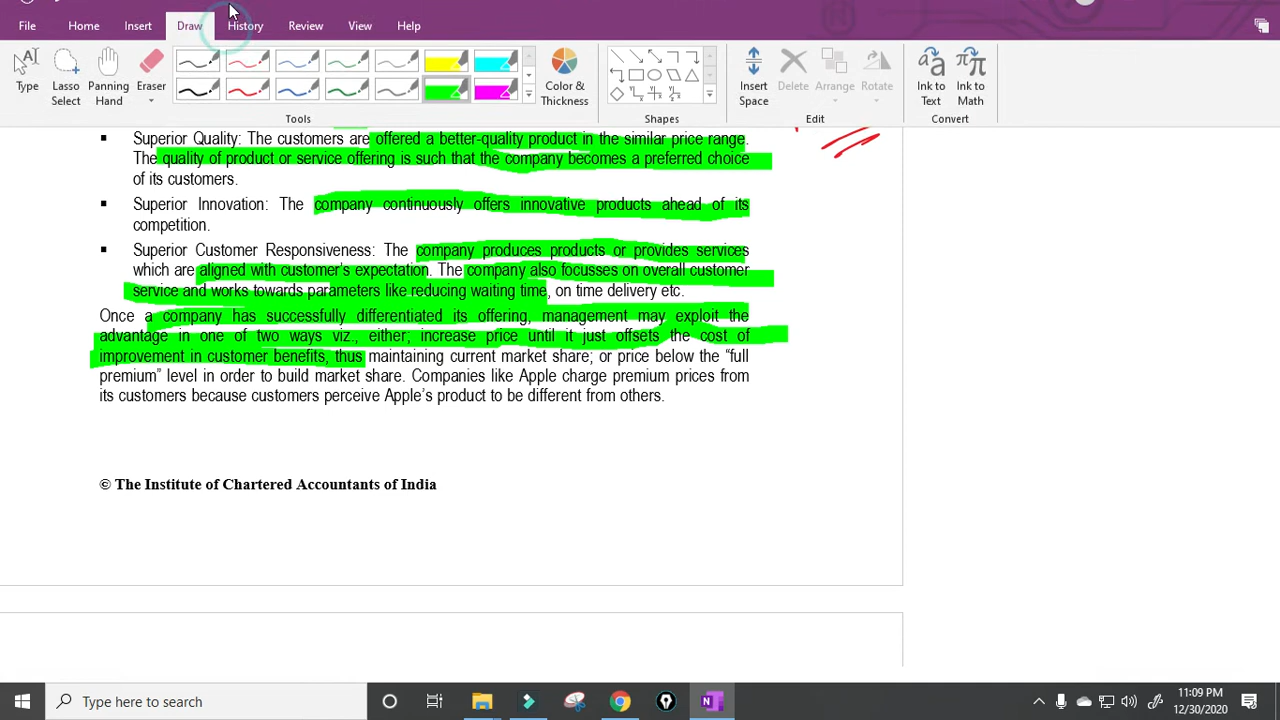 File Home Insert Draw History Review View Help
Type Lasso Select Panning Hand Eraser Color & Thickness Insert Space Delete Arrange Rotate Ink to Text Ink to Math
Tools Shapes Edit Convert
▪ Superior Quality: The customers are offered a better-quality product in the similar price range.
The quality of product or service offering is such that the company becomes a preferred choice
of its customers.
▪ Superior Innovation: The company continuously offers innovative products ahead of its
competition.
▪ Superior Customer Responsiveness: The company produces products or provides services
which are aligned with customer's expectation. The company also focusses on overall customer
service and works towards parameters like reducing waiting time, on time delivery etc.
Once a company has successfully differentiated its offering, management may exploit the
advantage in one of two ways viz., either; increase price until it just offsets the cost of
improvement in customer benefits, thus maintaining current market share; or price below the “full
premium” level in order to build market share. Companies like Apple charge premium prices from
its customers because customers perceive Apple's product to be different from others.
© The Institute of Chartered Accountants of India
Type here to search
11:09 PM
12/30/2020